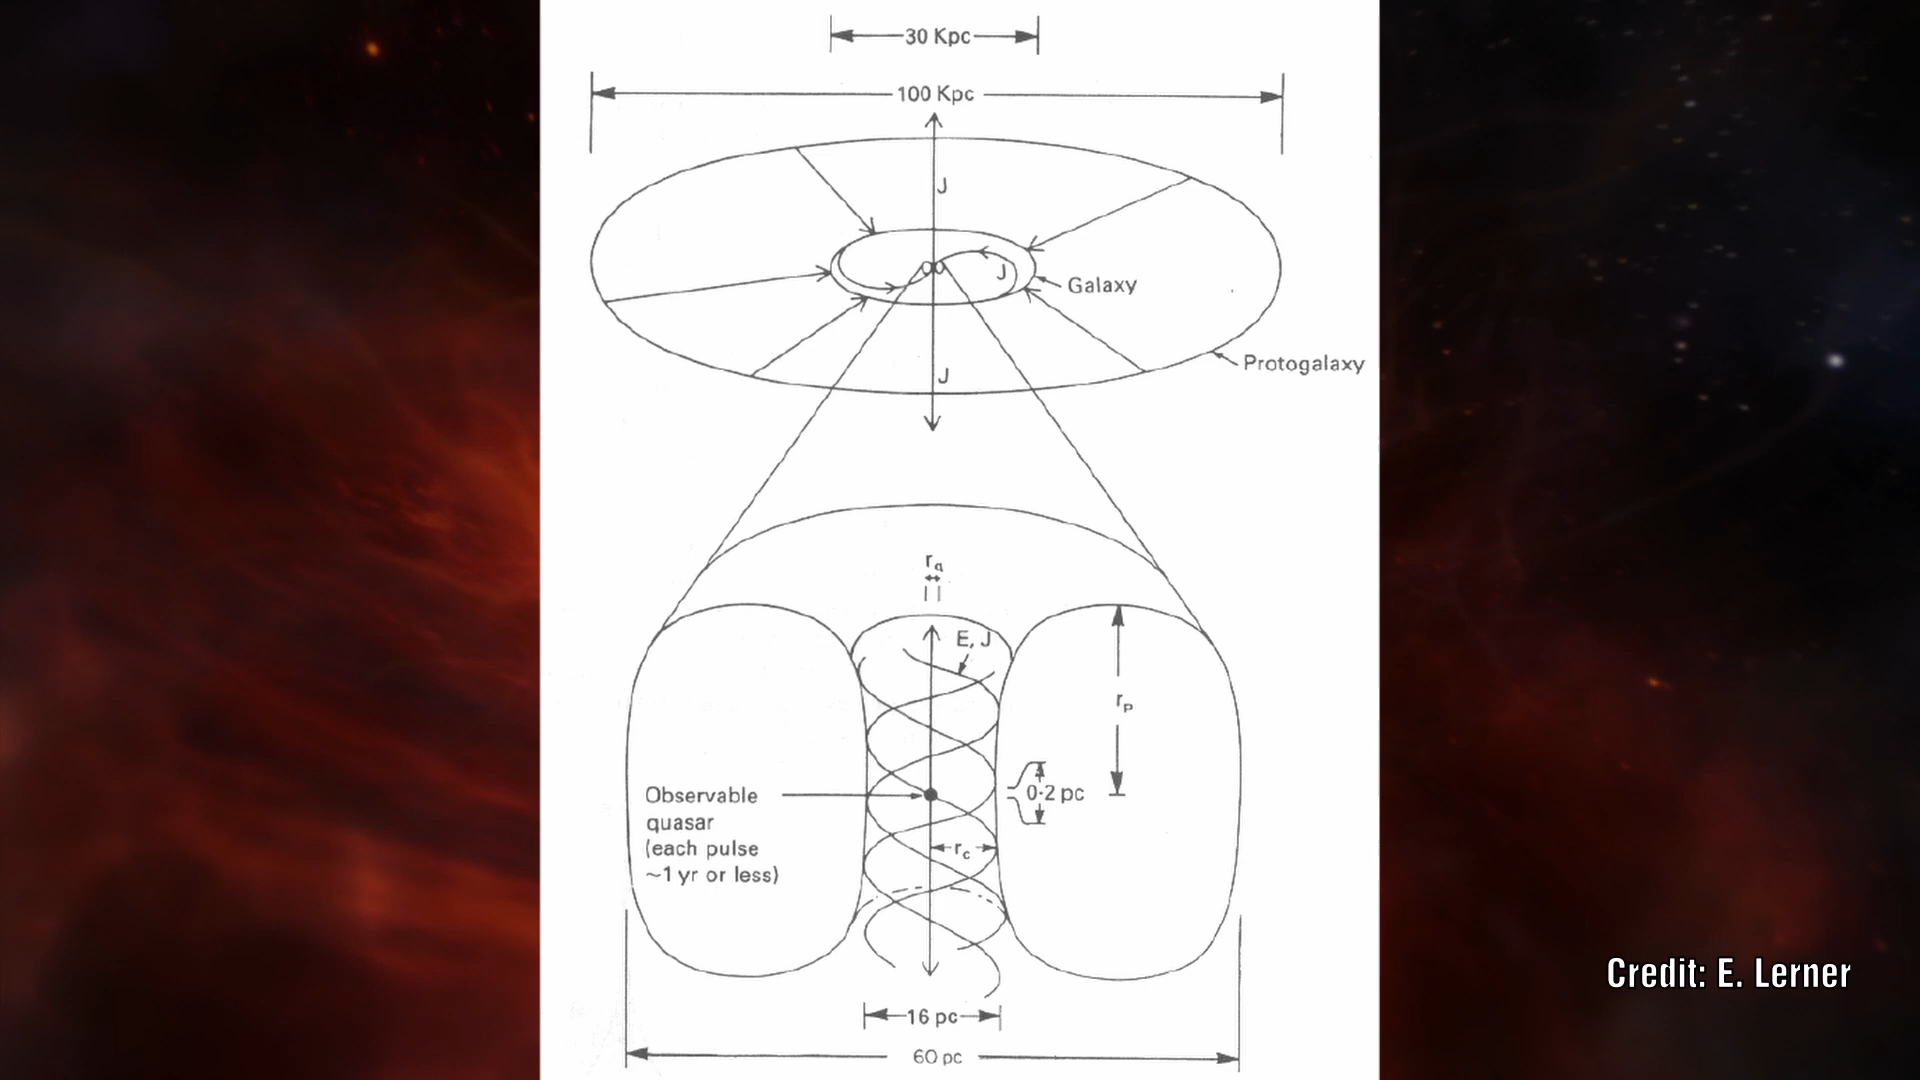 30 Kpc
100 Kpc
J
J
Galaxy
Protogalaxy
J
rq
E, J
rp
Observable
quasar
(each pulse
~1 yr or less)
0·2 pc
rc
16 pc
60 pc
Credit: E. Lerner